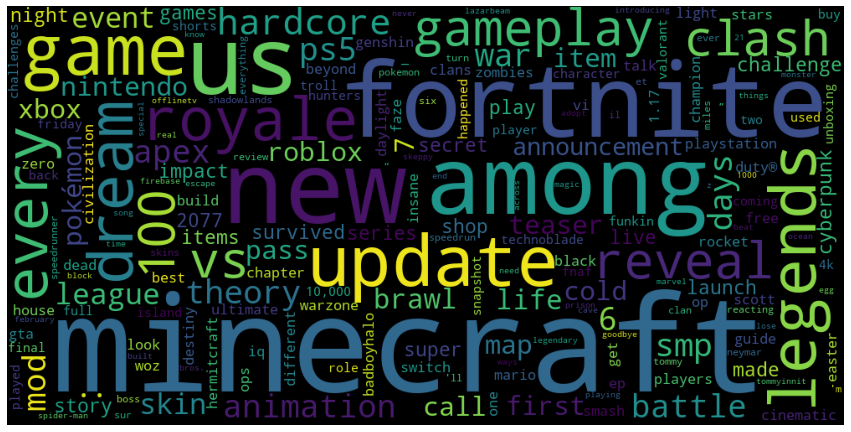 night event games shorts know hardcore gameplay lazarbeam never introducing light stars buy
challenges game us ps5 genshin war turn item pokemon ever 21 clash
everything beyond troll hunters clans zombies character talk valorant challenge
nintendo offlinetv shadowlands fortnite
xbox friday special real royale daylight faze six happened play player et vi il 1.17 champion miles two things monster used unboxing
every zero back dream civilization apex review roblox 7 skeppy secret announcement adopt playstation
pokémon impact firebase escape insane end across magic z 1000 duty® coming free
speedrunner song time 100 2077 build new among days legends cyberpunk
items survived series shop teaser funkin live rocket 4k
dead block skins best vs pass chapter update speedrun technoblade need black fnaf reveal marvel ocean beat egg
house league theory 10,000 warzone snapshot brawl life cold prison cave clan launch op scott reacting
gta full island ultimate destiny minecraft legendary goodbye lose
final february look iq different badboyhalo super map 6 get tommy smp guide neymar easter
played mod built woz hermitcraft ops role switch 'll mario ways players made tommyinnit 'm
story boss bros. skin animation call one first ep smash playing battle cinematic
spider-man sur